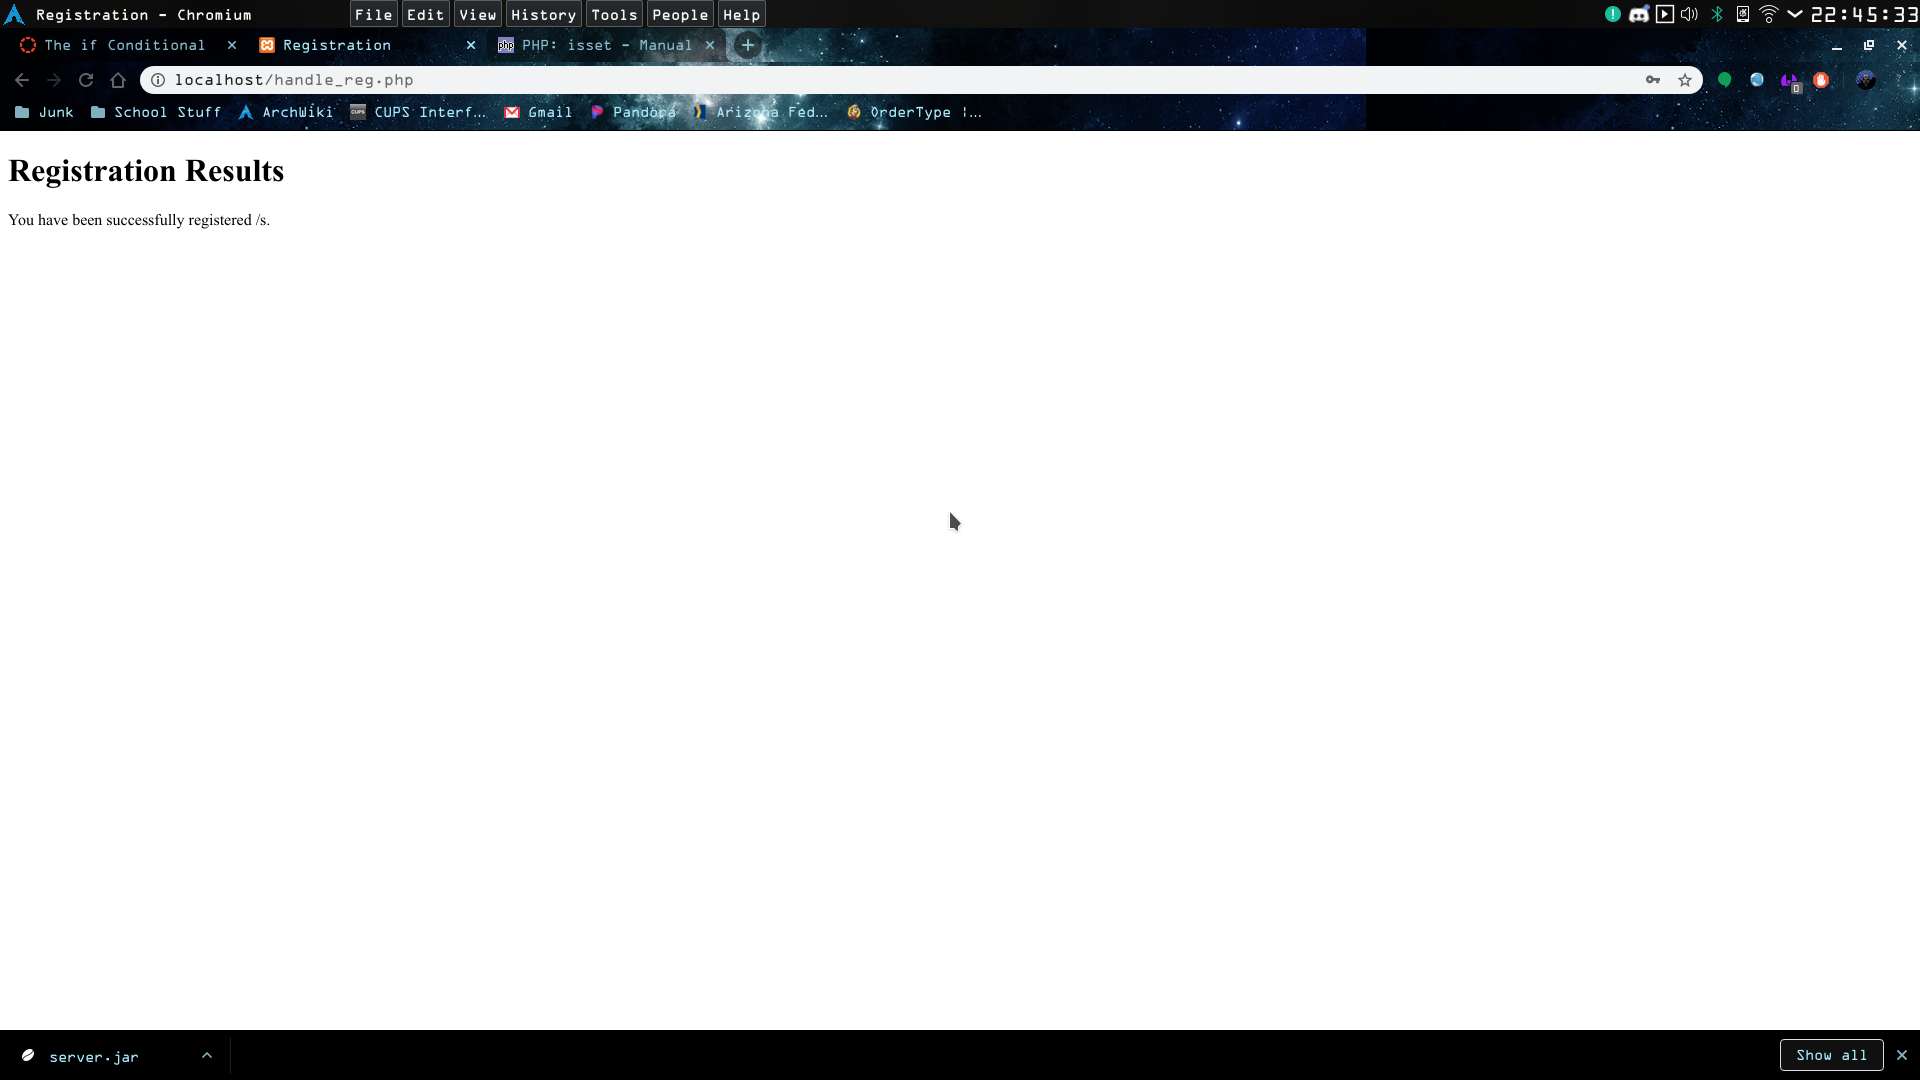 Registration - Chromium File Edit View History Tools People Help 22:45:33
The if Conditional Registration php PHP: isset - Manual
localhost/handle_reg.php
Junk School Stuff ArchWiki CUPS CUPS Interf... Gmail Pandora Arizona Fed... OrderType |...
Registration Results
You have been successfully registered /s.
server.jar Show all